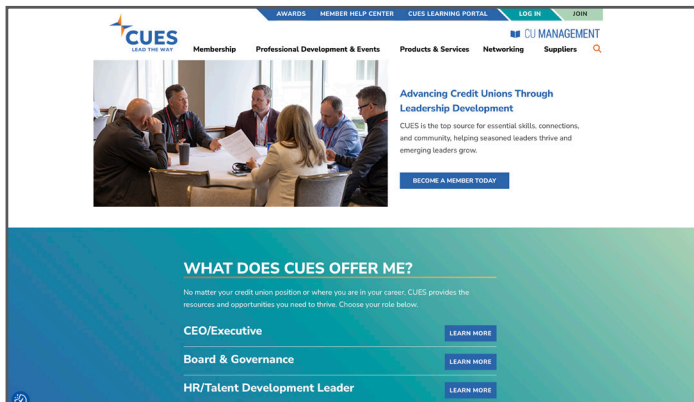 AWARDS MEMBER HELP CENTER CUES LEARNING PORTAL LOG IN JOIN
CUES
LEAD THE WAY
CU MANAGEMENT
Membership Professional Development & Events Products & Services Networking Suppliers
Advancing Credit Unions Through
Leadership Development
CUES is the top source for essential skills, connections,
and community, helping seasoned leaders thrive and
emerging leaders grow.
BECOME A MEMBER TODAY
WHAT DOES CUES OFFER ME?
No matter your credit union position or where you are in your career, CUES provides the
resources and opportunities you need to thrive. Choose your role below.
CEO/Executive LEARN MORE
Board & Governance LEARN MORE
HR/Talent Development Leader LEARN MORE